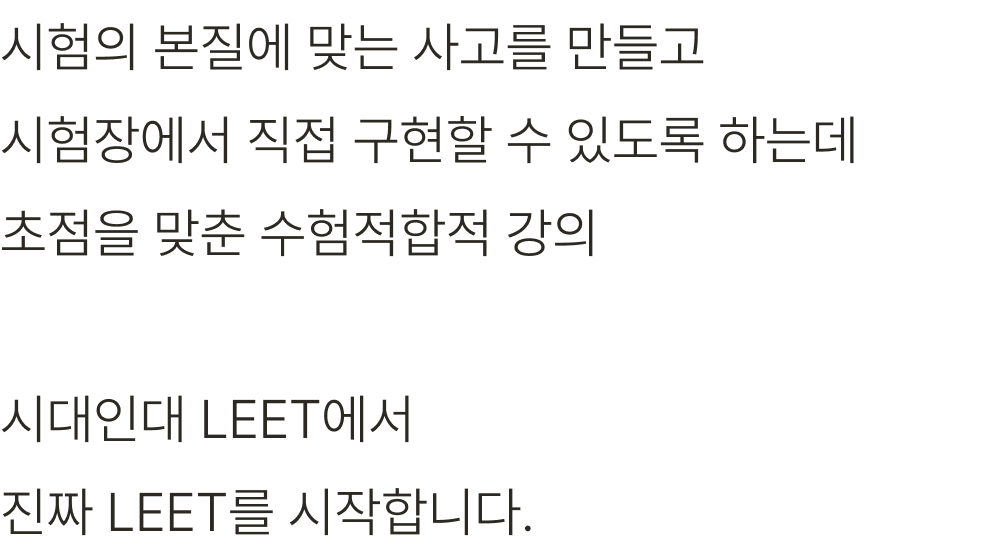 시험의 본질에 맞는 사고를 만들고
시험장에서 직접 구현할 수 있도록 하는데
초점을 맞춘 수험적합적 강의
시대인대 LEET에서
진짜 LEET를 시작합니다.